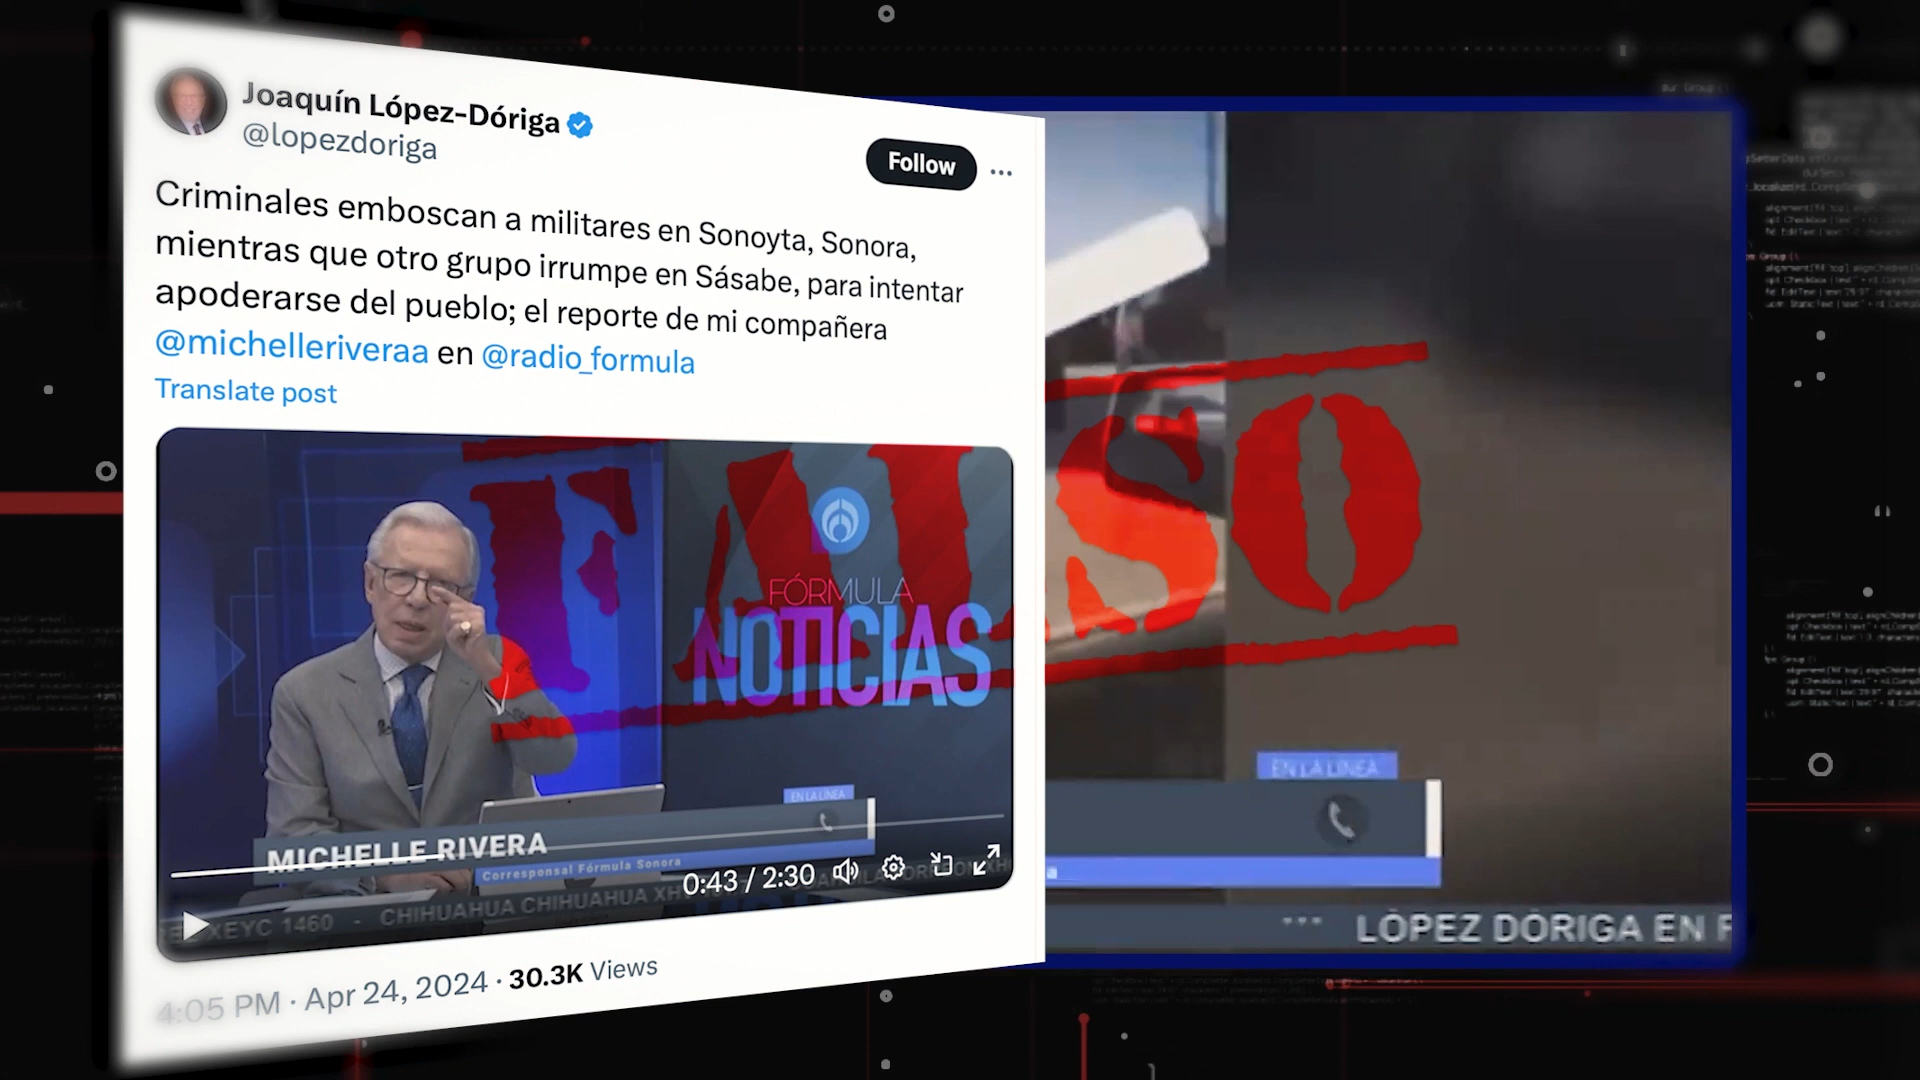 Joaquín López-Dóriga
@lopezdoriga
Follow
Criminales emboscan a militares en Sonoyta, Sonora,
mientras que otro grupo irrumpe en Sásabe, para intentar
apoderarse del pueblo; el reporte de mi compañera
@michelleriveraa en @radio_formula
Translate post
FALSO
FÓRMULA
NOTICIAS
EN LA LÍNEA
MICHELLE RIVERA
Corresponsal Fórmula Sonora
0:43 / 2:30
XEYC 1460 - CHIHUAHUA CHIHUAHUA
4:05 PM · Apr 24, 2024 · 30.3K Views
EN LA LÍNEA
LÓPEZ DÓRIGA EN F